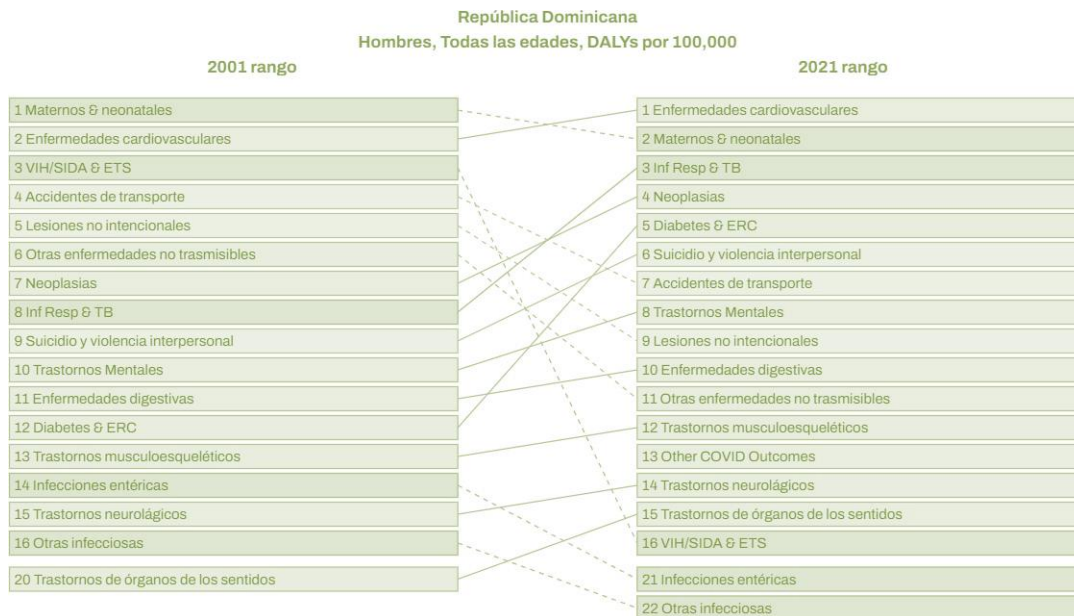 República Dominicana
Hombres, Todas las edades, DALYs por 100,000
2001 rango
1 Maternos & neonatales
2 Enfermedades cardiovasculares
3 VIH/SIDA & ETS
4 Accidentes de transporte
5 Lesiones no intencionales
6 Otras enfermedades no trasmisibles
7 Neoplasias
8 Inf Resp & TB
9 Suicidio y violencia interpersonal
10 Trastornos Mentales
11 Enfermedades digestivas
12 Diabetes & ERC
13 Trastornos musculoesqueléticos
14 Infecciones entéricas
15 Trastornos neurolágicos
16 Otras infecciosas
20 Trastornos de órganos de los sentidos
2021 rango
1 Enfermedades cardiovasculares
2 Maternos & neonatales
3 Inf Resp & TB
4 Neoplasias
5 Diabetes & ERC
6 Suicidio y violencia interpersonal
7 Accidentes de transporte
8 Trastornos Mentales
9 Lesiones no intencionales
10 Enfermedades digestivas
11 Otras enfermedades no trasmisibles
12 Trastornos musculoesqueléticos
13 Other COVID Outcomes
14 Trastornos neurolágicos
15 Trastornos de órganos de los sentidos
16 VIH/SIDA & ETS
21 Infecciones entéricas
22 Otras infecciosas